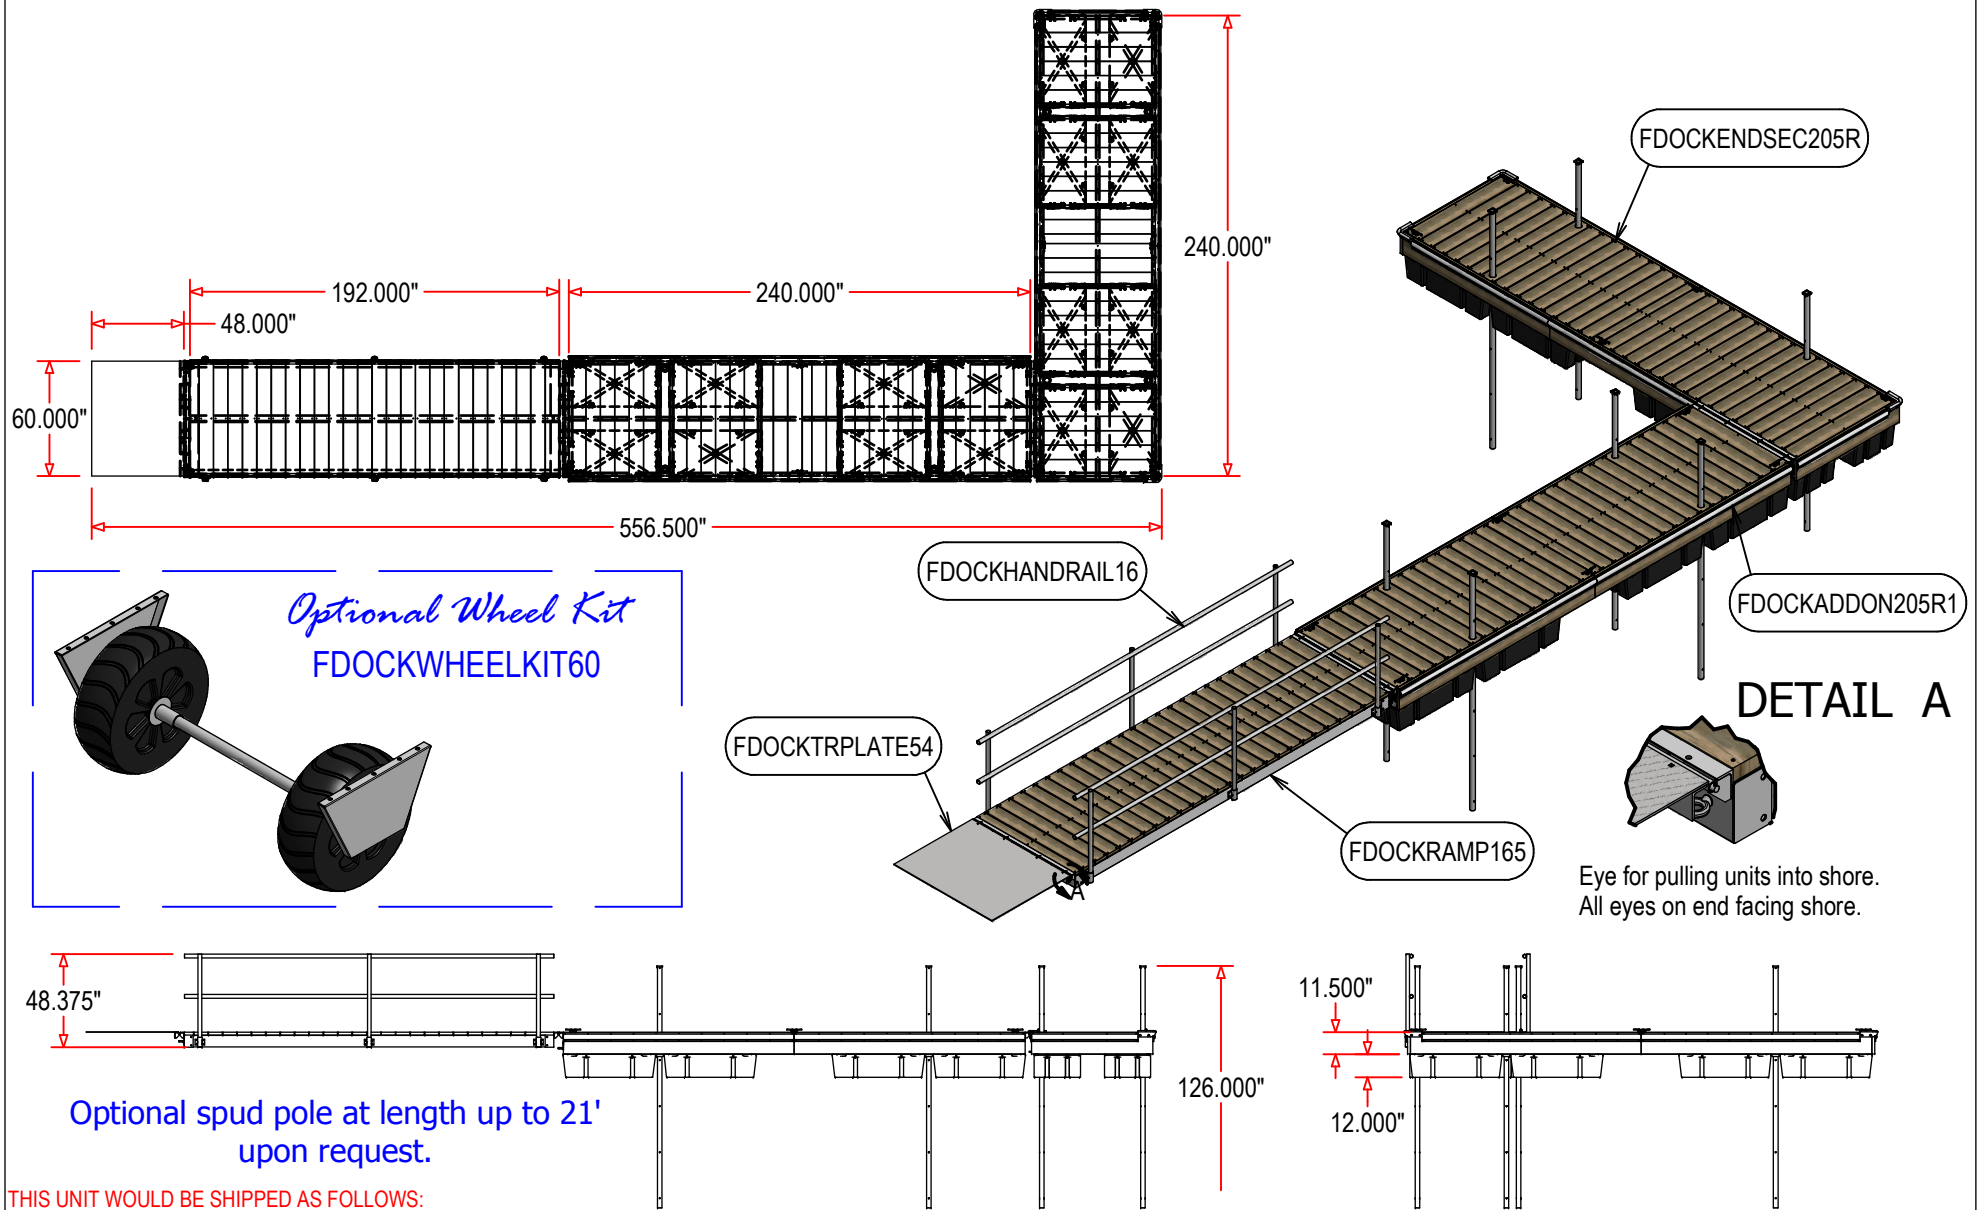 240.000"
FDOCKENDSEC205R
192.000"
240.000"
48.000"
60.000"
556.500"
FDOCKHANDRAIL16
FDOCKADDON205R1
Optional Wheel Kit
FDOCKWHEELKIT60
DETAIL A
FDOCKTRPLATE54
FDOCKRAMP165
A
Eye for pulling units into shore.
All eyes on end facing shore.
48.375"
11.500"
126.000"
12.000"
Optional spud pole at length up to 21'
upon request.
THIS UNIT WOULD BE SHIPPED AS FOLLOWS: